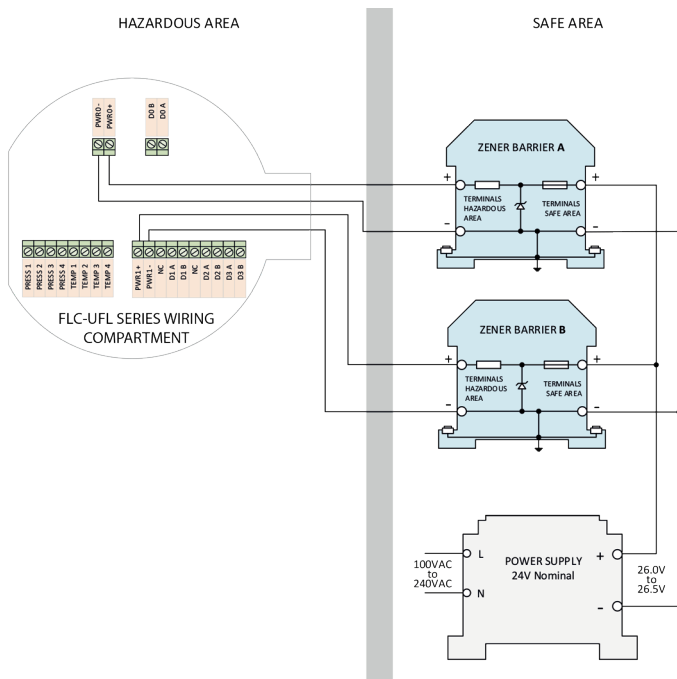 HAZARDOUS AREA
SAFE AREA
PWR0 -
PWR0+
D0 B
D0 A
ZENER BARRIER A
+
+
TERMINALS
HAZARDOUS
AREA
TERMINALS
SAFE AREA
-
-
PRESS 1
PRESS 2
PRESS 3
PRESS 4
TEMP 1
TEMP 2
TEMP 3
TEMP 4
PWR1+
PWR1-
NC
D1 A
D1 B
NC
D2 A
D2 B
D3 A
D3 B
FLC-UFL SERIES WIRING
COMPARTMENT
ZENER BARRIER B
+
+
TERMINALS
HAZARDOUS
AREA
TERMINALS
SAFE AREA
-
-
100VAC
to
240VAC
L
N
POWER SUPPLY
24V Nominal
+
-
26.0V
to
26.5V